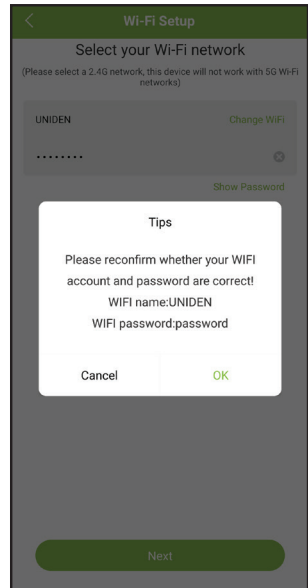 Wi-Fi Setup
Select your Wi-Fi network
(Please select a 2.4G network, this device will not work with 5G Wi-Fi
networks)
UNIDEN Change WiFi
········
Show Password
Tips
Please reconfirm whether your WIFI
account and password are correct!
WIFI name:UNIDEN
WIFI password:password
Cancel OK
Next